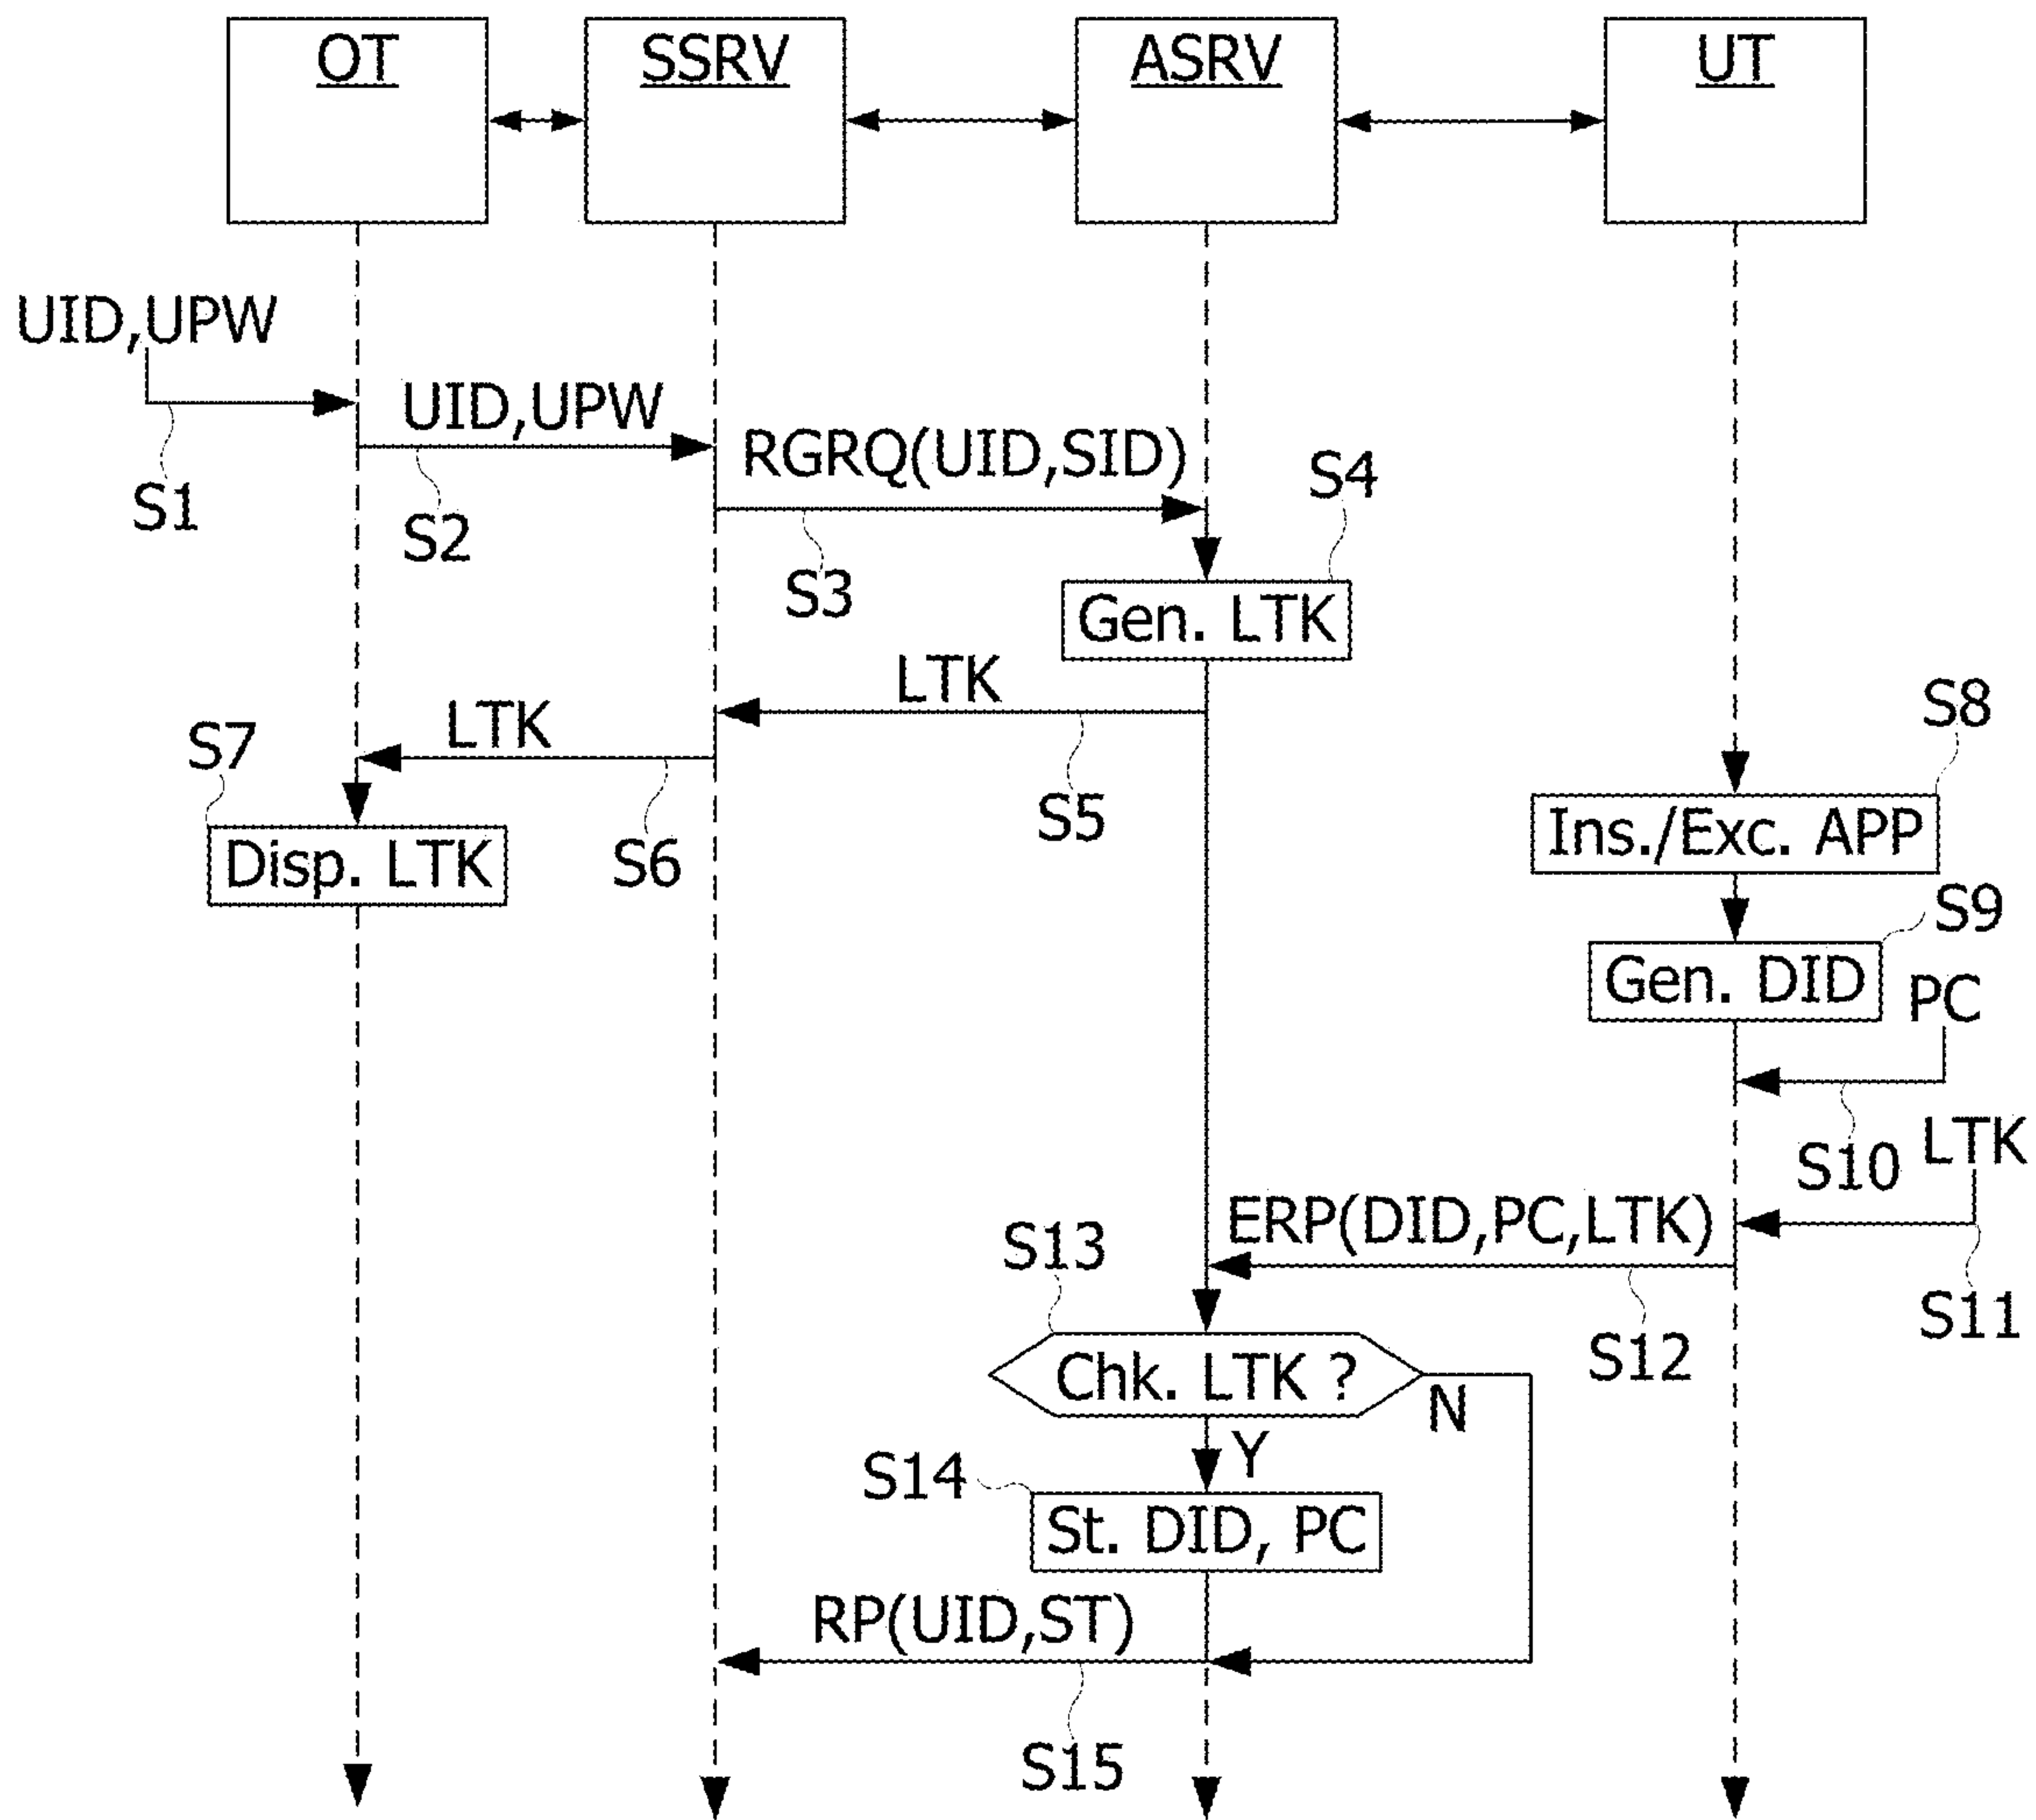 OT
SSRV
ASRV
UT
UID,UPW
S1
UID,UPW
S2
RGRQ(UID,SID)
S3
S4
Gen. LTK
LTK
S5
LTK
S6
S7
Disp. LTK
S8
Ins./Exc. APP
S9
Gen. DID
PC
S10
LTK
S11
ERP(DID,PC,LTK)
S12
S13
Chk. LTK ?
N
Y
S14
St. DID, PC
RP(UID,ST)
S15